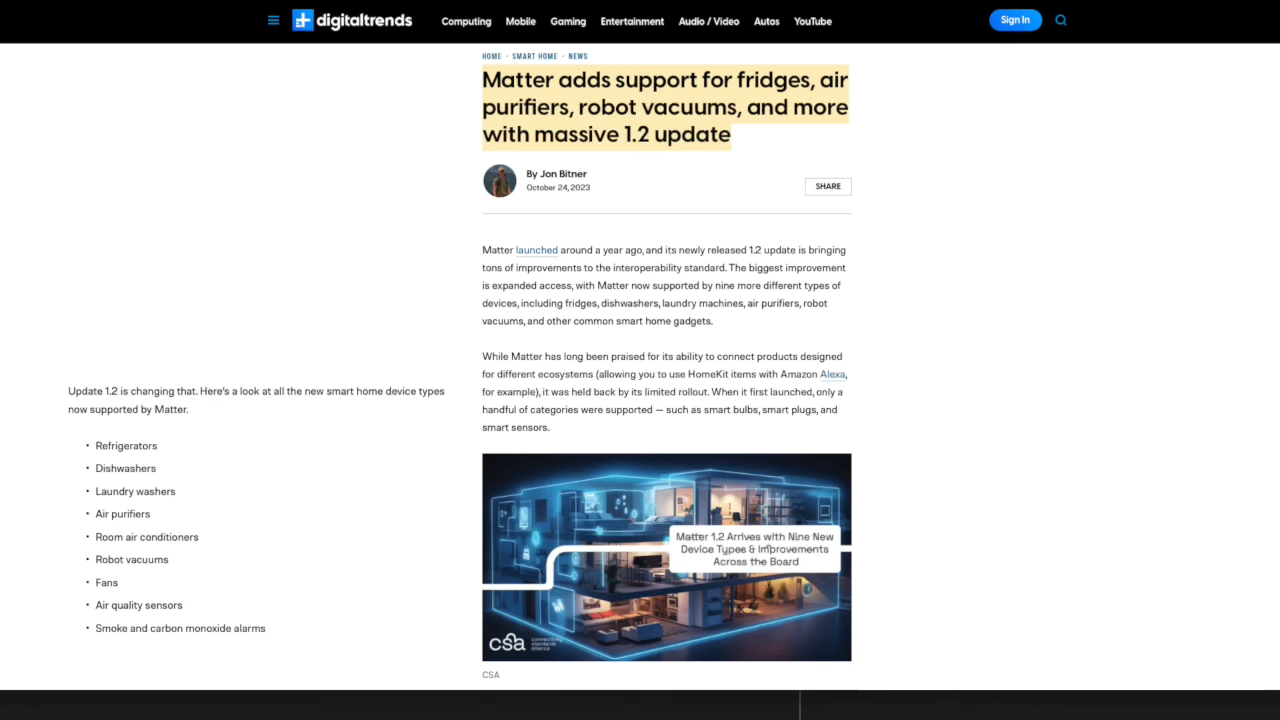 digitaltrends
Computing
Mobile
Gaming
Entertainment
Audio / Video
Autos
YouTube
Sign In
HOME · SMART HOME · NEWS
Matter adds support for fridges, air
purifiers, robot vacuums, and more
with massive 1.2 update
By Jon Bitner
October 24, 2023
SHARE
Matter launched around a year ago, and its newly released 1.2 update is bringing
tons of improvements to the interoperability standard. The biggest improvement
is expanded access, with Matter now supported by nine more different types of
devices, including fridges, dishwashers, laundry machines, air purifiers, robot
vacuums, and other common smart home gadgets.
While Matter has long been praised for its ability to connect products designed
for different ecosystems (allowing you to use HomeKit items with Amazon Alexa,
for example), it was held back by its limited rollout. When it first launched, only a
handful of categories were supported — such as smart bulbs, smart plugs, and
smart sensors.
Update 1.2 is changing that. Here's a look at all the new smart home device types
now supported by Matter.
• Refrigerators
• Dishwashers
• Laundry washers
• Air purifiers
• Room air conditioners
• Robot vacuums
• Fans
• Air quality sensors
• Smoke and carbon monoxide alarms
Matter 1.2 Arrives with Nine New
Device Types & Improvements
Across the Board
csa
connectivity
standards
alliance
CSA